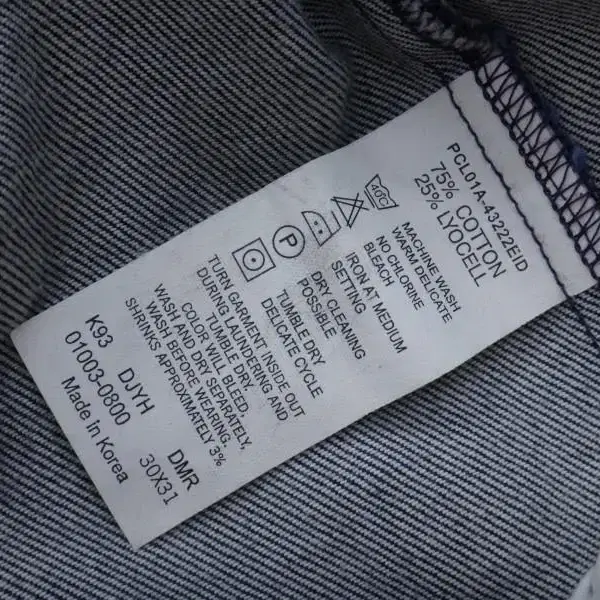 PCL01A-43222EID
75% COTTON
25% LYOCELL
40C
MACHINE WASH
WARM DELICATE
NO CHLORINE
BLEACH
IRON AT MEDIUM
SETTING
P
DRY CLEANING
POSSIBLE
TUMBLE DRY,
DELICATE CYCLE
TURN GARMENT INSIDE OUT
DURING LAUNDERING AND
TUMBLE DRY.
COLOR WILL BLEED.
WASH AND DRY SEPARATELY,
WASH BEFORE WEARING.
SHRINKS APPROXIMATELY 3%
K93 DJYH DMR
01003-0800 30X31
Made in Korea